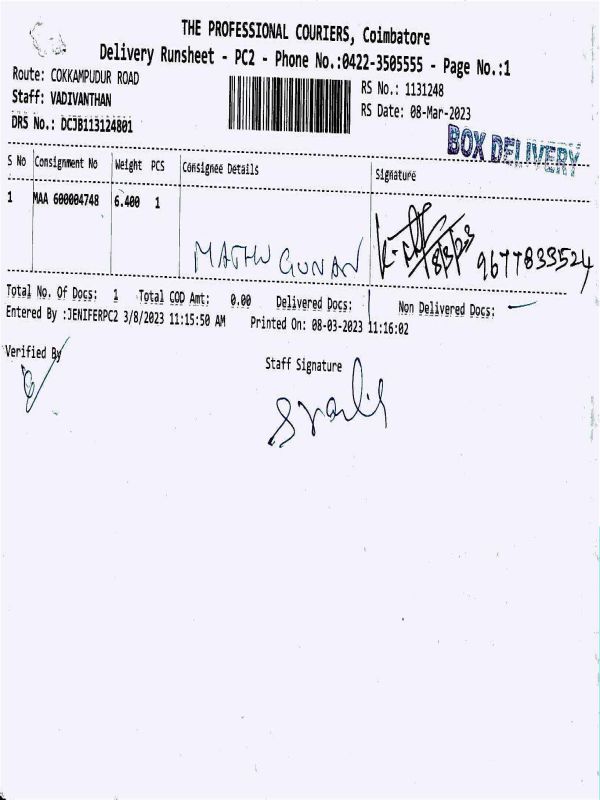 THE PROFESSIONAL COURIERS, Coimbatore
Delivery Runsheet - PC2 - Phone No.:0422-3505555 - Page No.:1
Route: COKKAMPUDUR ROAD
RS No.: 1131248
Staff: VADIVANTHAN
RS Date: 08-Mar-2023
DRS No.: DCJB113124801
BOX DELIVERY
S No Consignment No Weight PCS Consignee Details Signature
1 MAA 600004748 6.400 1
MATHU GUNAN 8/3/23 9677833524
Total No. Of Docs: 1 Total COD Amt: 0.00 Delivered Docs: | Non Delivered Docs: —
Entered By :JENIFERPC2 3/8/2023 11:15:50 AM Printed On: 08-03-2023 11:16:02
Verified By
Staff Signature